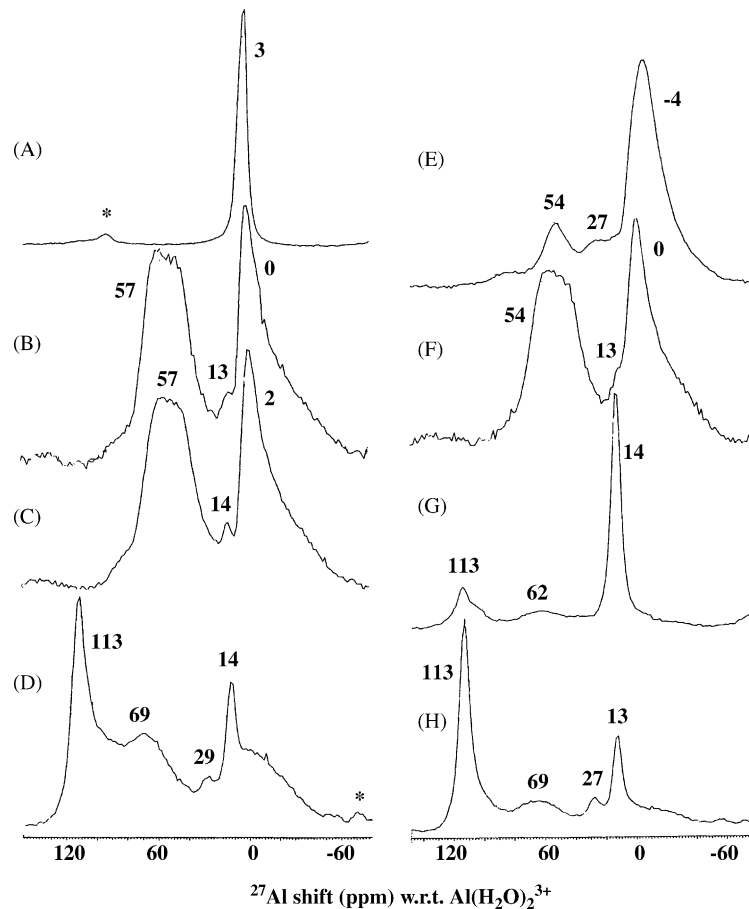 3
(A)
*
0
57
(B)
13
57
2
14
(C)
113
14
(D)
69
29
*
120 60 0 -60
-4
(E)
54
27
0
54
(F)
13
14
(G)
113
62
113
13
(H)
69
27
120 60 0 -60
²⁷Al shift (ppm) w.r.t. Al(H₂O)₂³⁺